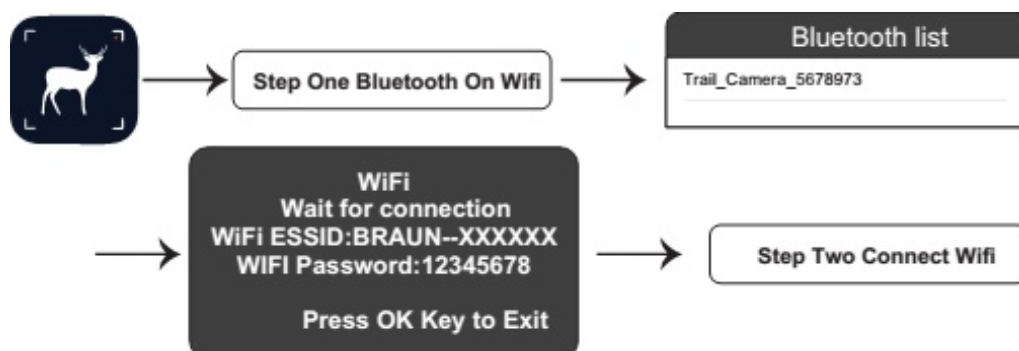 Step One Bluetooth On Wifi
Bluetooth list
Trail_Camera_5678973
WiFi
Wait for connection
WiFi ESSID:BRAUN--XXXXXX
WIFI Password:12345678
Press OK Key to Exit
Step Two Connect Wifi